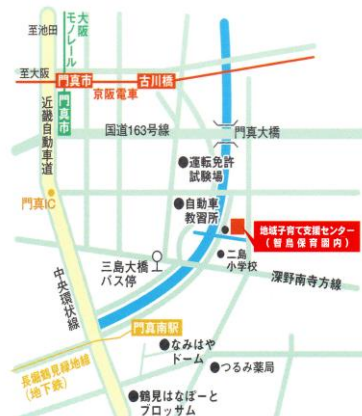 至池田
大阪
モノレール
至大阪
門真市
古川橋
京阪電車
門真市
近畿自動車道
国道163号線
門真大橋
●運転免許
試験場
門真IC
●自動車
教習所
地域子育て支援センター
(智鳥保育園内)
三島大橋
バス停
二島
小学校
深野南寺方線
中央環状線
門真南駅
●なみはや
ドーム
●つるみ薬局
長堀鶴見緑地線
(地下鉄)
●鶴見はなぽーと
ブロッサム